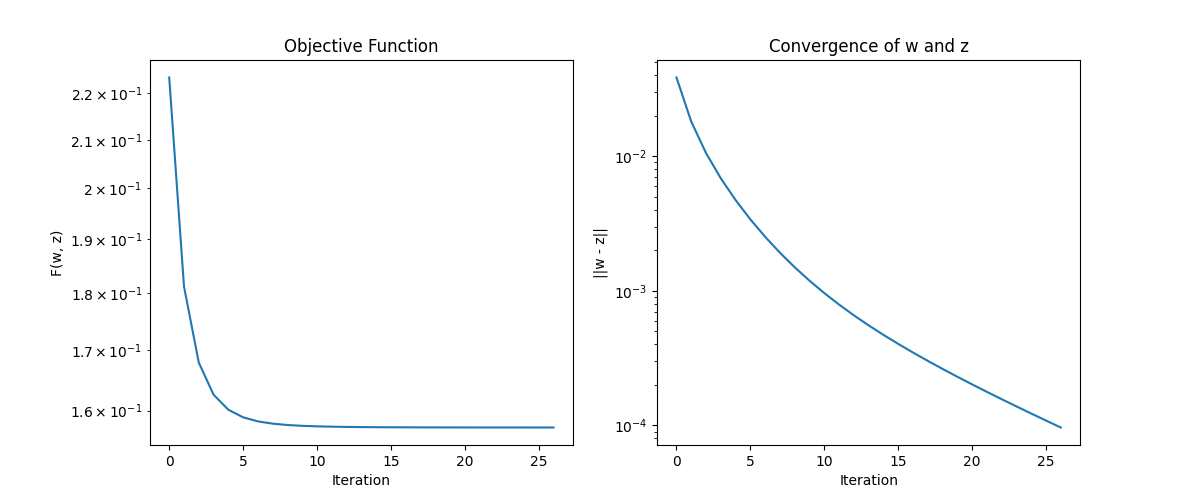 Objective Function
F(w, z)
2.2 × 10⁻¹
2.1 × 10⁻¹
2 × 10⁻¹
1.9 × 10⁻¹
1.8 × 10⁻¹
1.7 × 10⁻¹
1.6 × 10⁻¹
0 5 10 15 20 25
Iteration
Convergence of w and z
||w - z||
10⁻²
10⁻³
10⁻⁴
0 5 10 15 20 25
Iteration